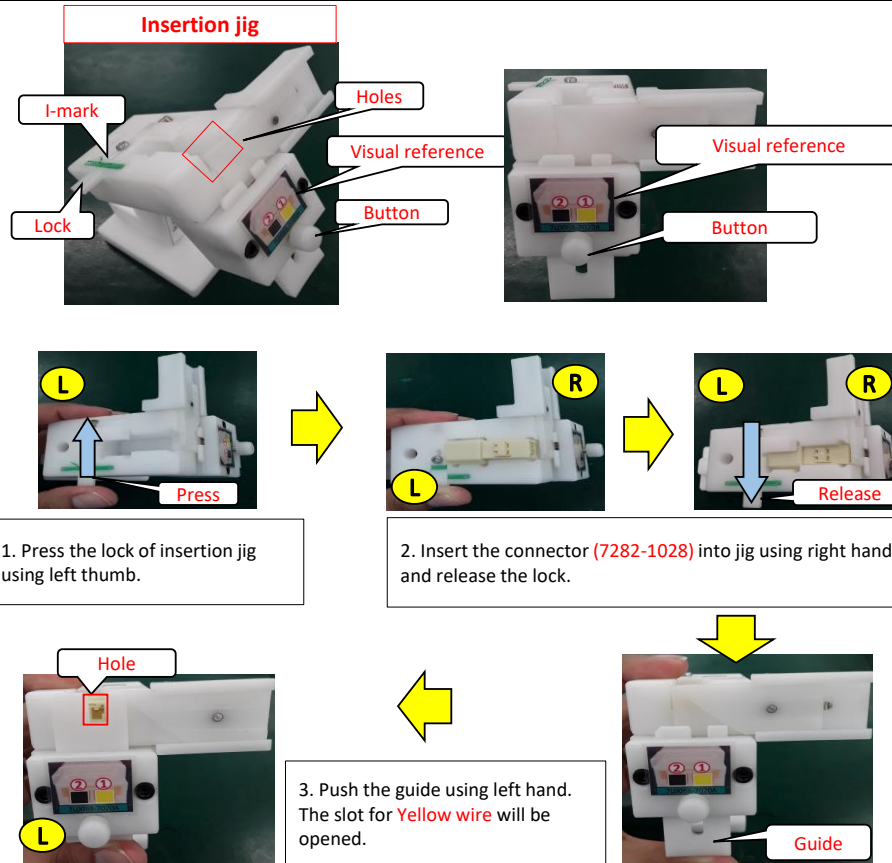 Insertion jig
I-mark
Holes
Visual reference
Lock
Button
② ①
Visual reference
Button
② ①
L
Press
R
L
L
R
Release
1. Press the lock of insertion jig
using left thumb.
2. Insert the connector (7282-1028) into jig using right hand
and release the lock.
Hole
② ①
L
3. Push the guide using left hand.
The slot for Yellow wire will be
opened.
② ①
Guide